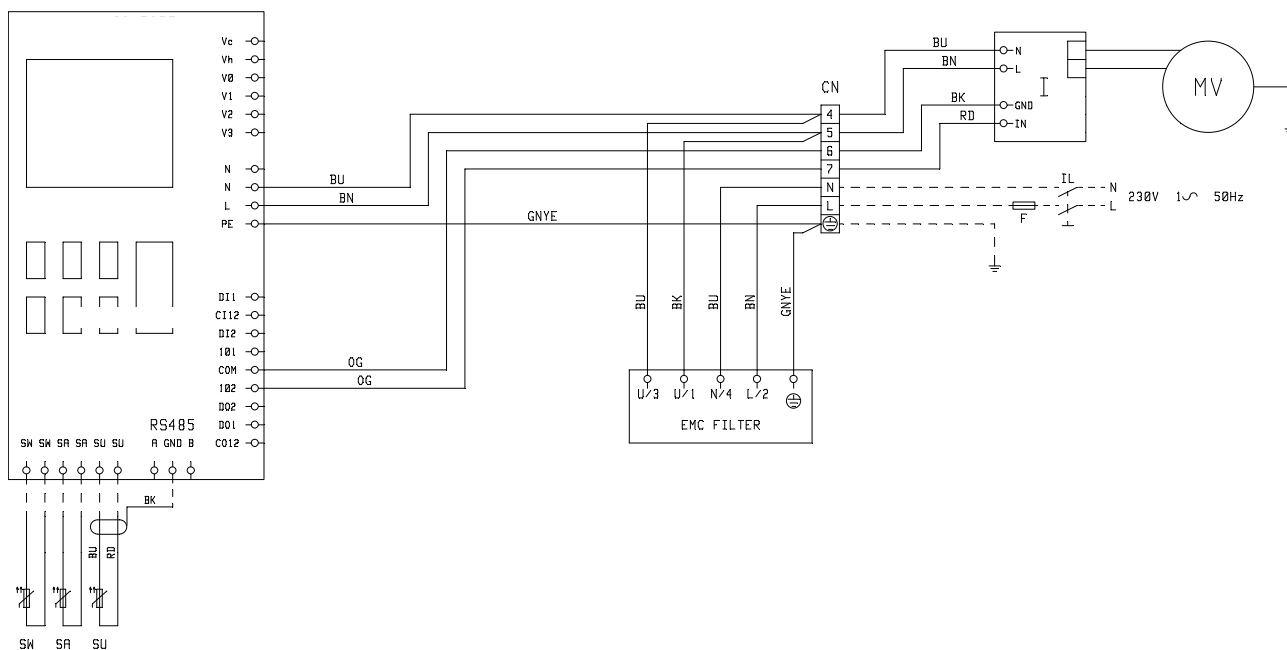 Vc
Vh
V0
V1
V2
V3
N
N
L
PE
DI1
CI12
DI2
101
COM
102
DO2
DO1
CO12
RS485
SW SW SA SA SU SU A GND B
BK
BU RD
SW SA SU
BU
BN
GNYE
OG
OG
CN
4
5
6
7
N
L
BU
BN
BK
RD
N
L
GND
IN
I
MV
IL
F
N
L
230V 1 50Hz
BU BK BU BN GNYE
U/3 U/1 N/4 L/2
EMC FILTER